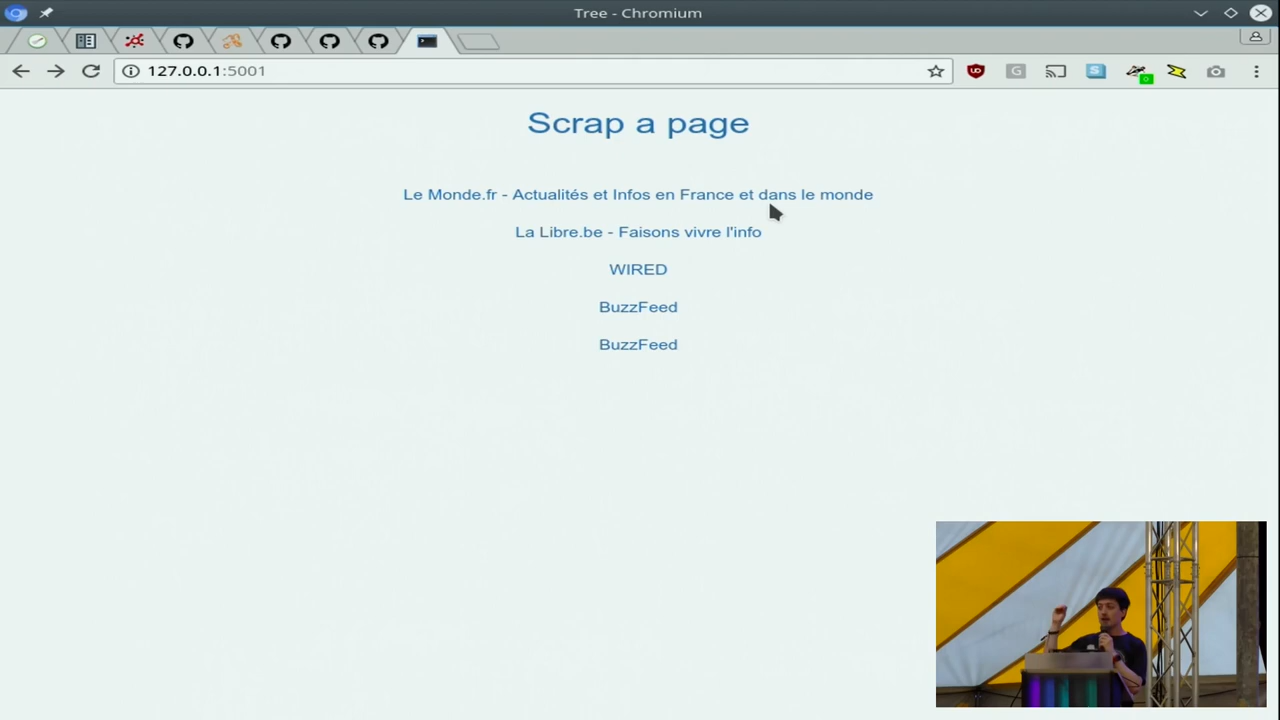 Tree - Chromium
127.0.0.1:5001
Scrap a page
Le Monde.fr - Actualités et Infos en France et dans le monde
La Libre.be - Faisons vivre l'info
WIRED
BuzzFeed
BuzzFeed